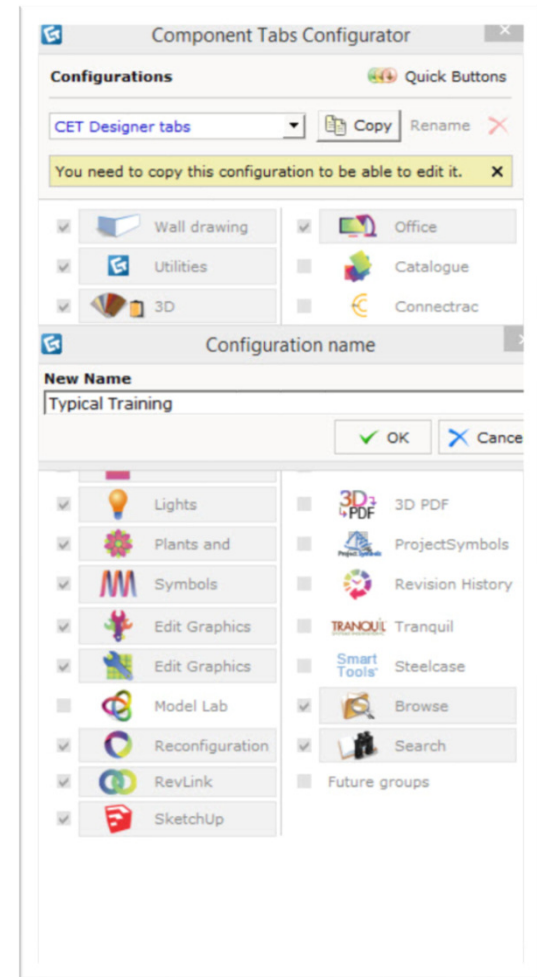 Component Tabs Configurator
Configurations
Quick Buttons
CET Designer tabs
Copy
Rename
You need to copy this configuration to be able to edit it.
Wall drawing
Office
Utilities
Catalogue
3D
Connectrac
Configuration name
New Name
Typical Training
OK
Cance
Lights
3D PDF
3D PDF
Plants and
ProjectSymbols
Symbols
Revision History
Edit Graphics
TRANQUIL
Tranquil
Edit Graphics
Smart
Tools
Steelcase
Model Lab
Browse
Reconfiguration
Search
RevLink
Future groups
SketchUp